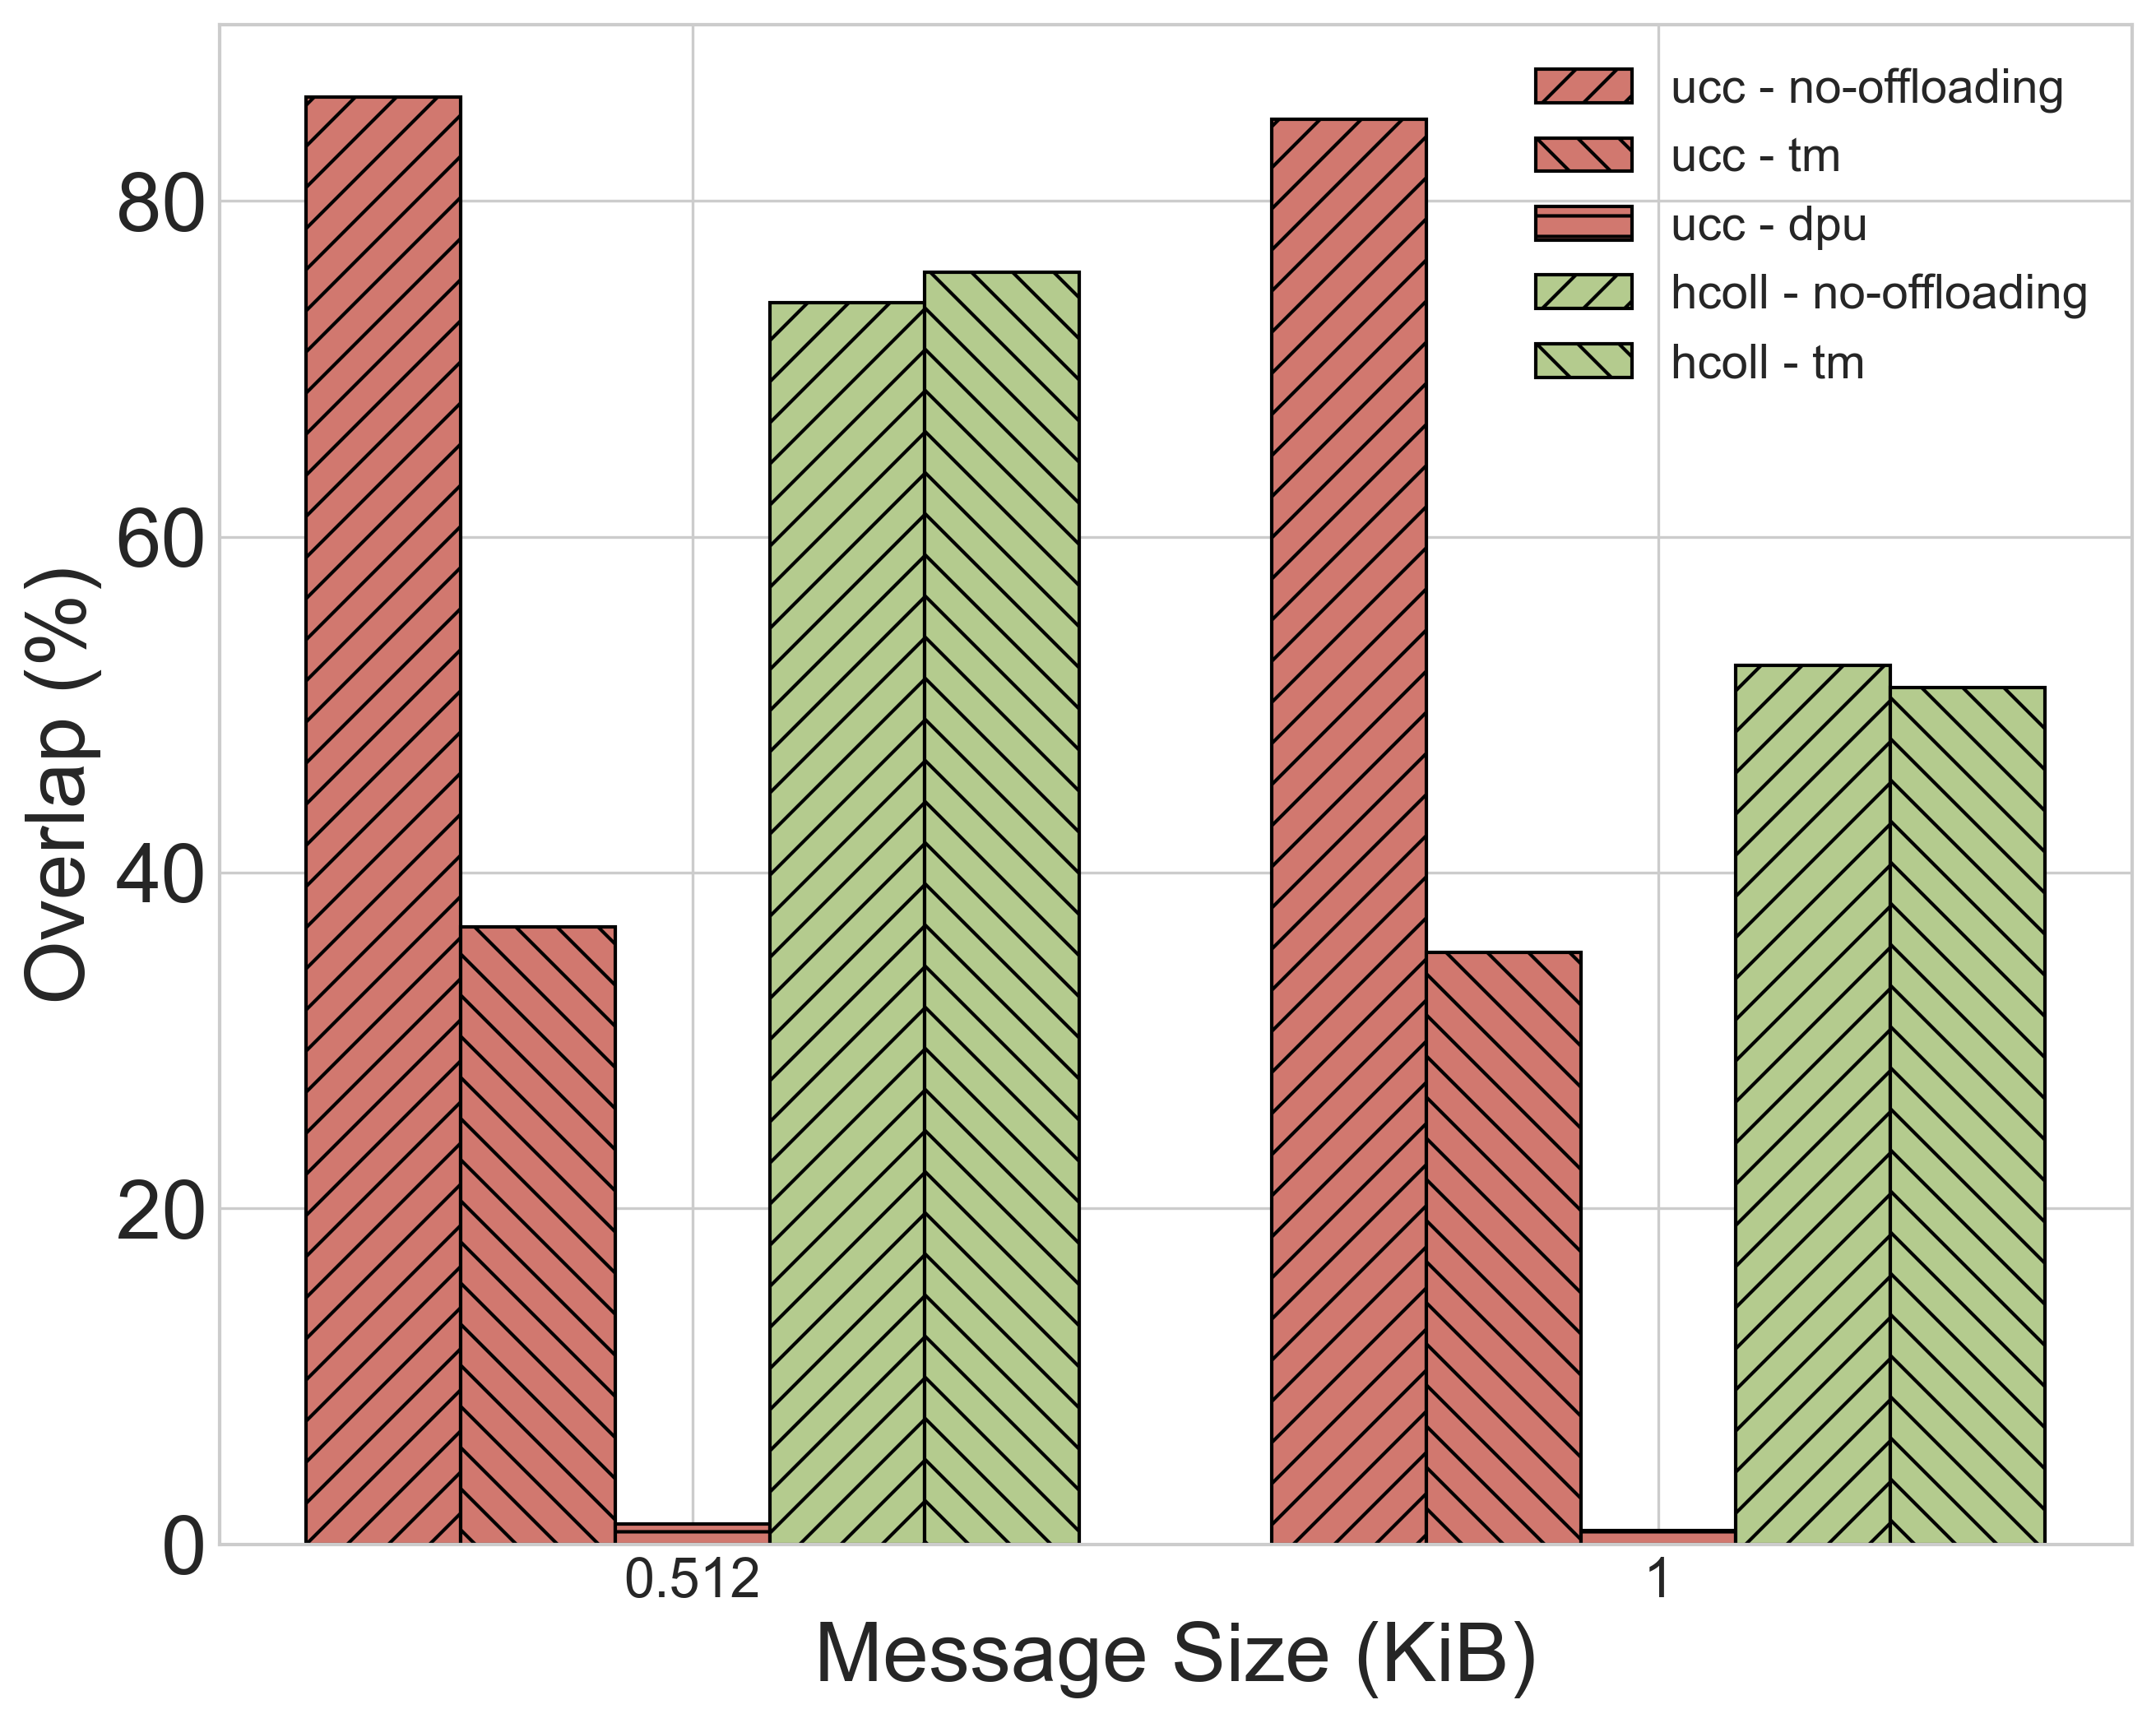 ucc - no-offloading
ucc - tm
ucc - dpu
hcoll - no-offloading
hcoll - tm
Overlap (%)
80
60
40
20
0
0.512
1
Message Size (KiB)